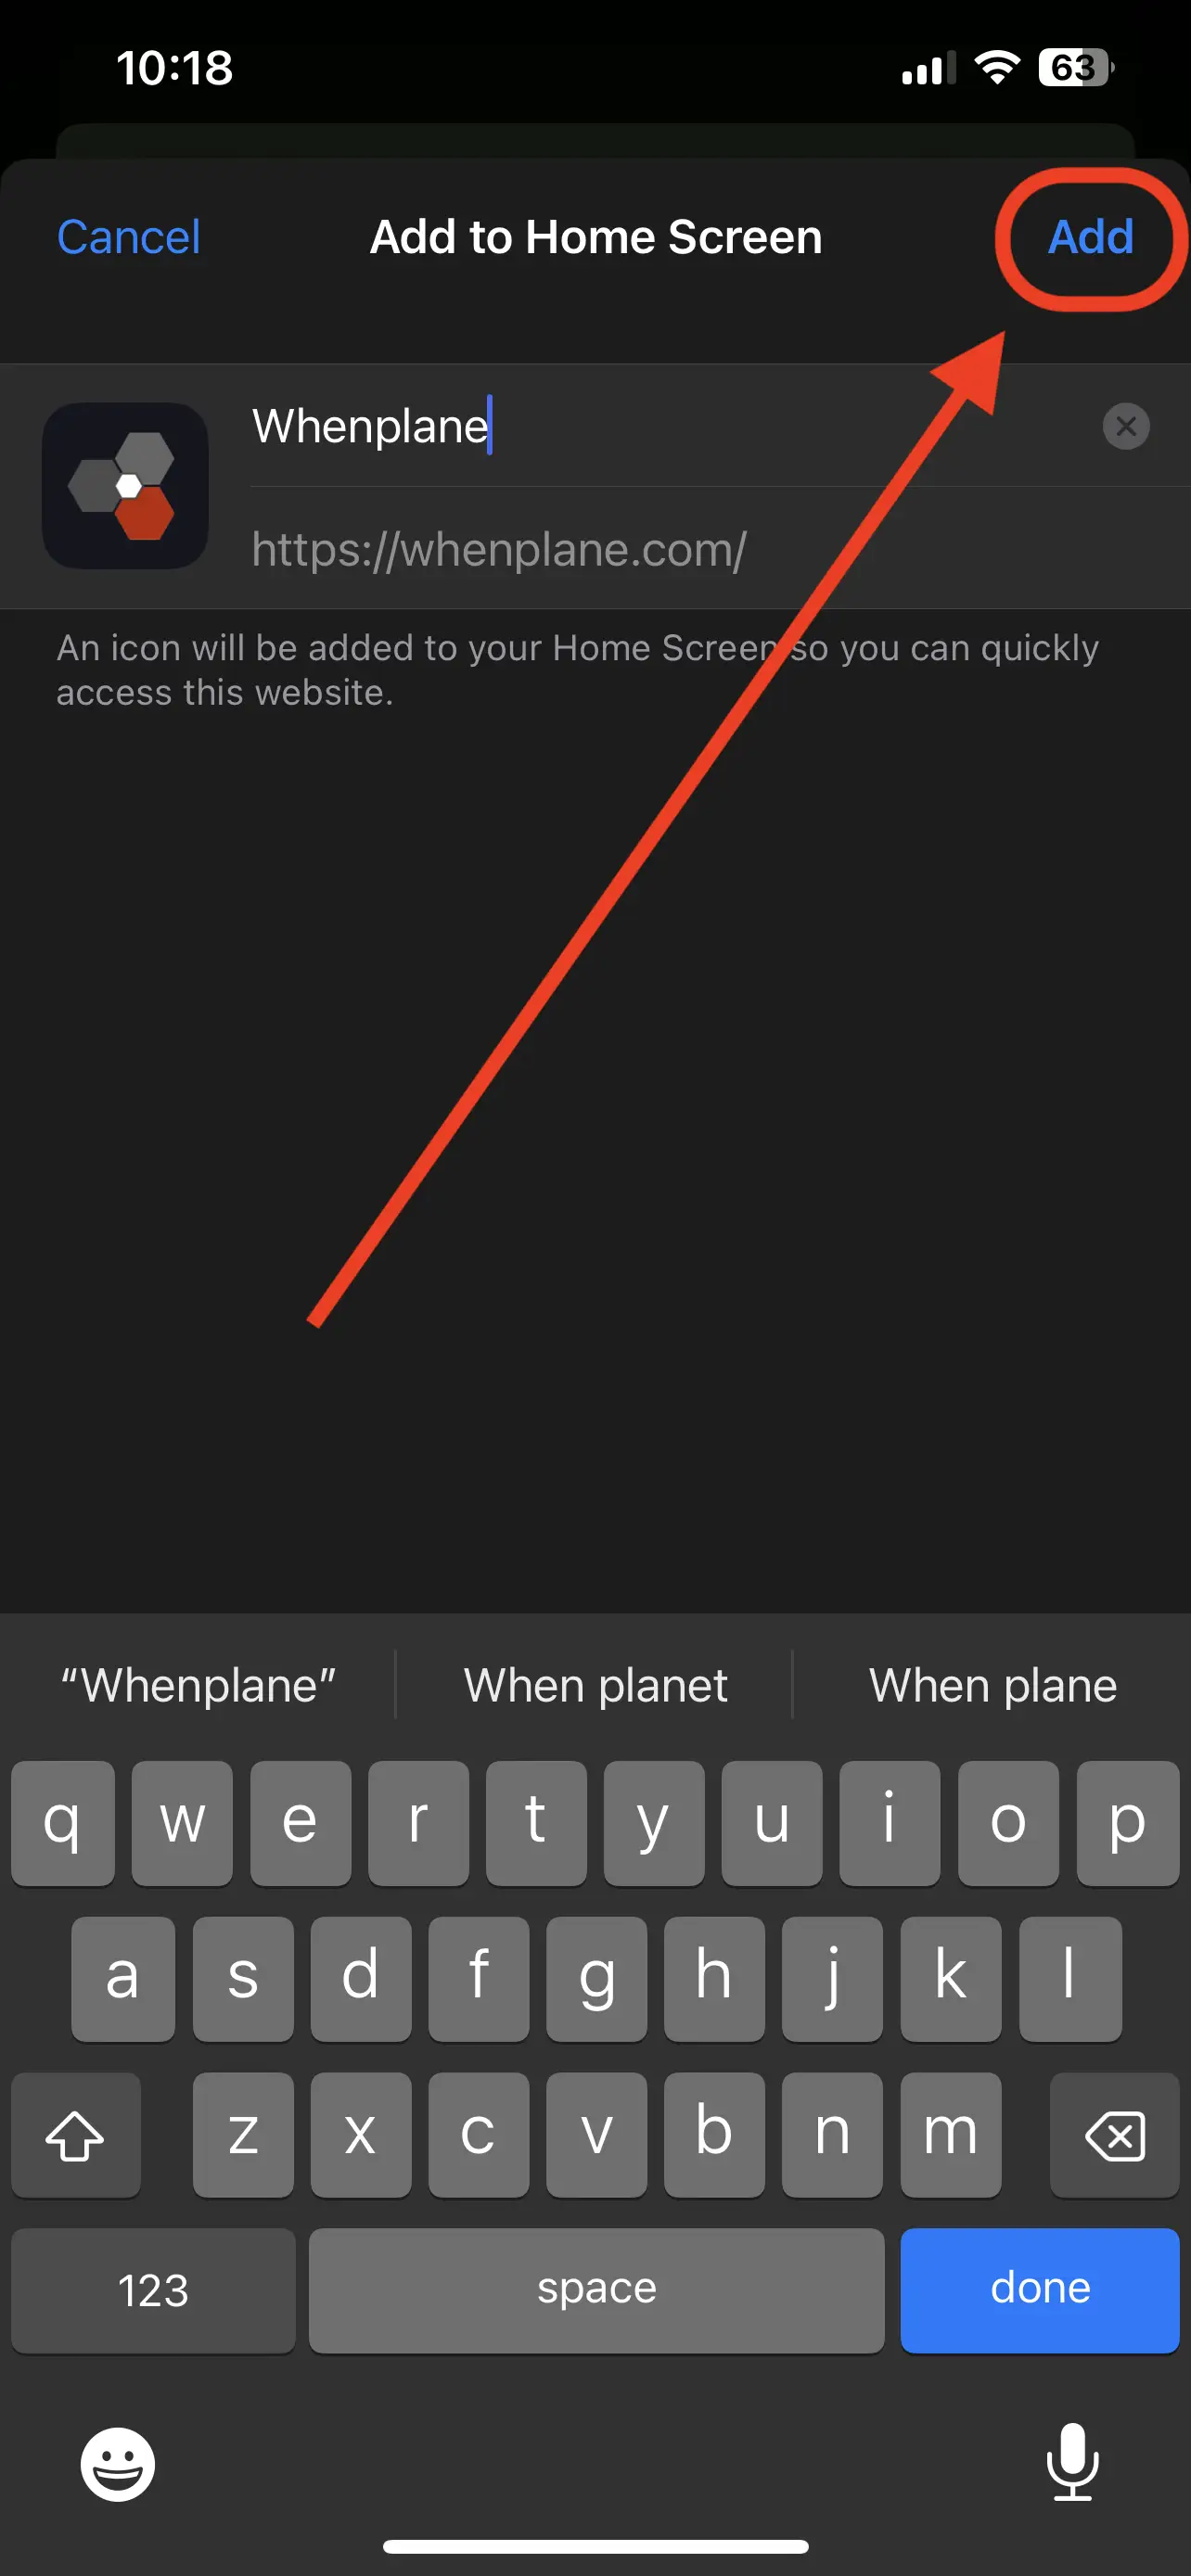 10:18
63
Cancel
Add to Home Screen
Add
Whenplane
https://whenplane.com/
An icon will be added to your Home Screen so you can quickly
access this website.
“Whenplane”
When planet
When plane
q w e r t y u i o p
a s d f g h j k l
z x c v b n m
123
space
done